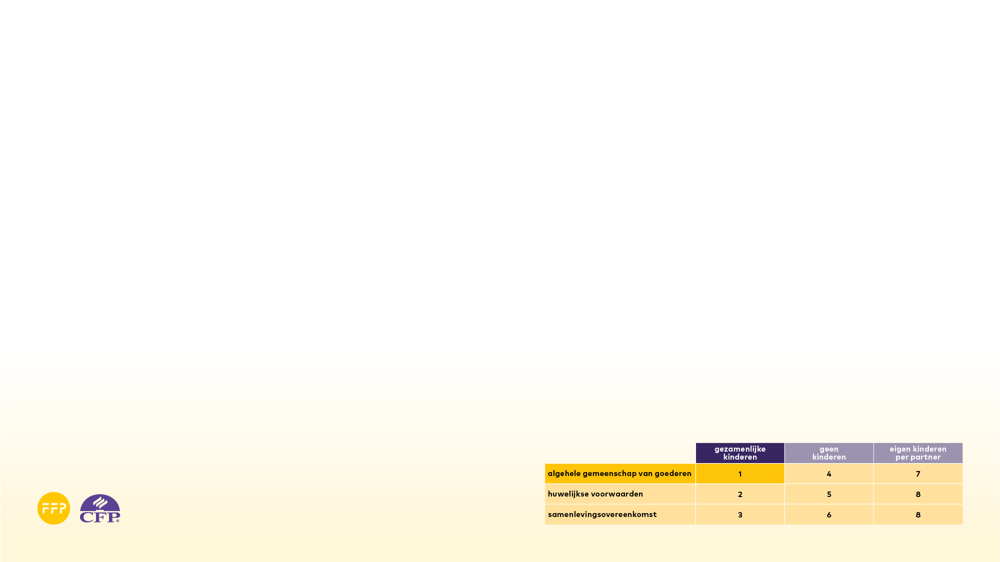 gezamenlijke
kinderen
geen
kinderen
eigen kinderen
per partner
algehele gemeenschap van goederen 1 4 7
huwelijkse voorwaarden 2 5 8
samenlevingsovereenkomst 3 6 8
FFP
CFP®